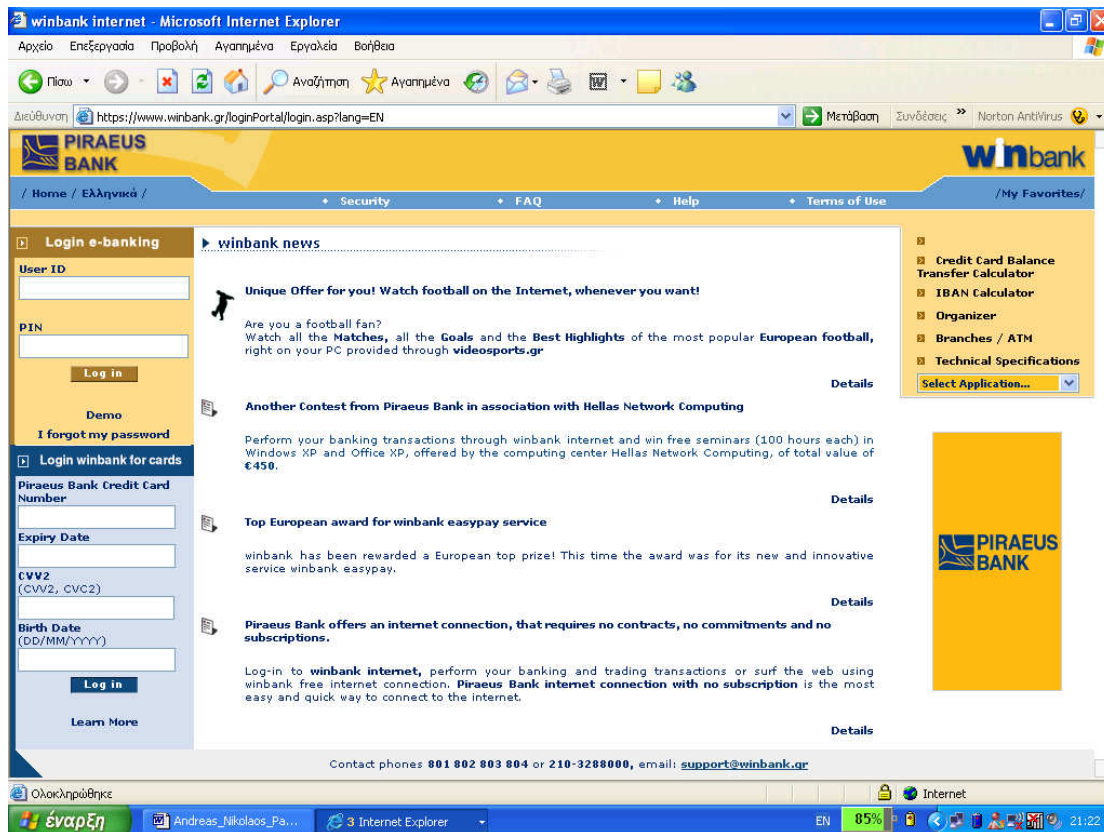 winbank internet - Microsoft Internet Explorer
Αρχείο Επεξεργασία Προβολή Αγαπημένα Εργαλεία Βοήθεια
Πίσω Αναζήτηση Αγαπημένα
Διεύθυνση https://www.winbank.gr/loginPortal/login.asp?lang=EN Μετάβαση Συνδέσεις » Norton AntiVirus
PIRAEUS
BANK
winbank
/ Home / Ελληνικά /
Security FAQ Help Terms of Use
/My Favorites/
Login e-banking
User ID
PIN
Log in
Demo
I forgot my password
Login winbank for cards
Piraeus Bank Credit Card
Number
Expiry Date
CVV2
(CVV2, CVC2)
Birth Date
(DD/MM/YYYY)
Log in
Learn More
winbank news
Unique Offer for you! Watch football on the Internet, whenever you want!
Are you a football fan?
Watch all the Matches, all the Goals and the Best Highlights of the most popular European football,
right on your PC provided through videosports.gr
Details
Another Contest from Piraeus Bank in association with Hellas Network Computing
Perform your banking transactions through winbank internet and win free seminars (100 hours each) in
Windows XP and Office XP, offered by the computing center Hellas Network Computing, of total value of
€450.
Details
Top European award for winbank easypay service
winbank has been rewarded a European top prize! This time the award was for its new and innovative
service winbank easypay.
Details
Piraeus Bank offers an internet connection, that requires no contracts, no commitments and no
subscriptions.
Log-in to winbank internet, perform your banking and trading transactions or surf the web using
winbank free internet connection. Piraeus Bank internet connection with no subscription is the most
easy and quick way to connect to the internet.
Details
Credit Card Balance
Transfer Calculator
IBAN Calculator
Organizer
Branches / ATM
Technical Specifications
Select Application...
PIRAEUS
BANK
Contact phones 801 802 803 804 or 210-3288000, email: support@winbank.gr
Ολοκληρώθηκε Internet
έναρξη Andreas_Nikolaos_Pa... 3 Internet Explorer EN 85% 21:22